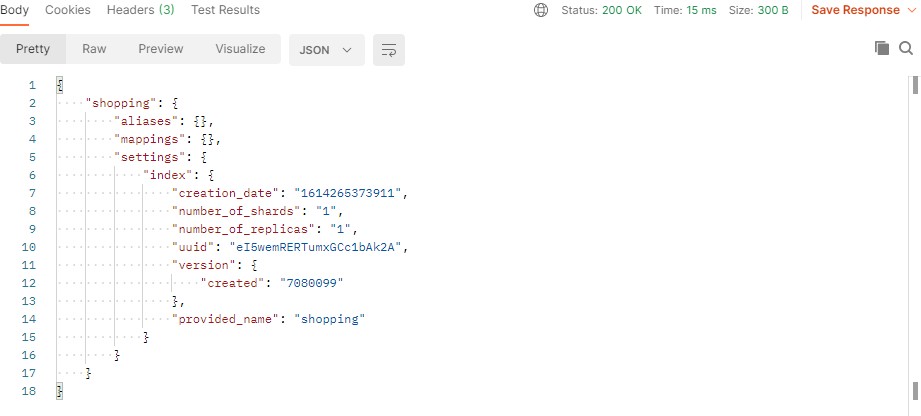 Body Cookies Headers (3) Test Results Status: 200 OK Time: 15 ms Size: 300 B Save Response
Pretty Raw Preview Visualize JSON
1 {
2 "shopping": {
3 "aliases": {},
4 "mappings": {},
5 "settings": {
6 "index": {
7 "creation_date": "1614265373911",
8 "number_of_shards": "1",
9 "number_of_replicas": "1",
10 "uuid": "eI5wemRERTumxGCc1bAk2A",
11 "version": {
12 "created": "7080099"
13 },
14 "provided_name": "shopping"
15 }
16 }
17 }
18 }